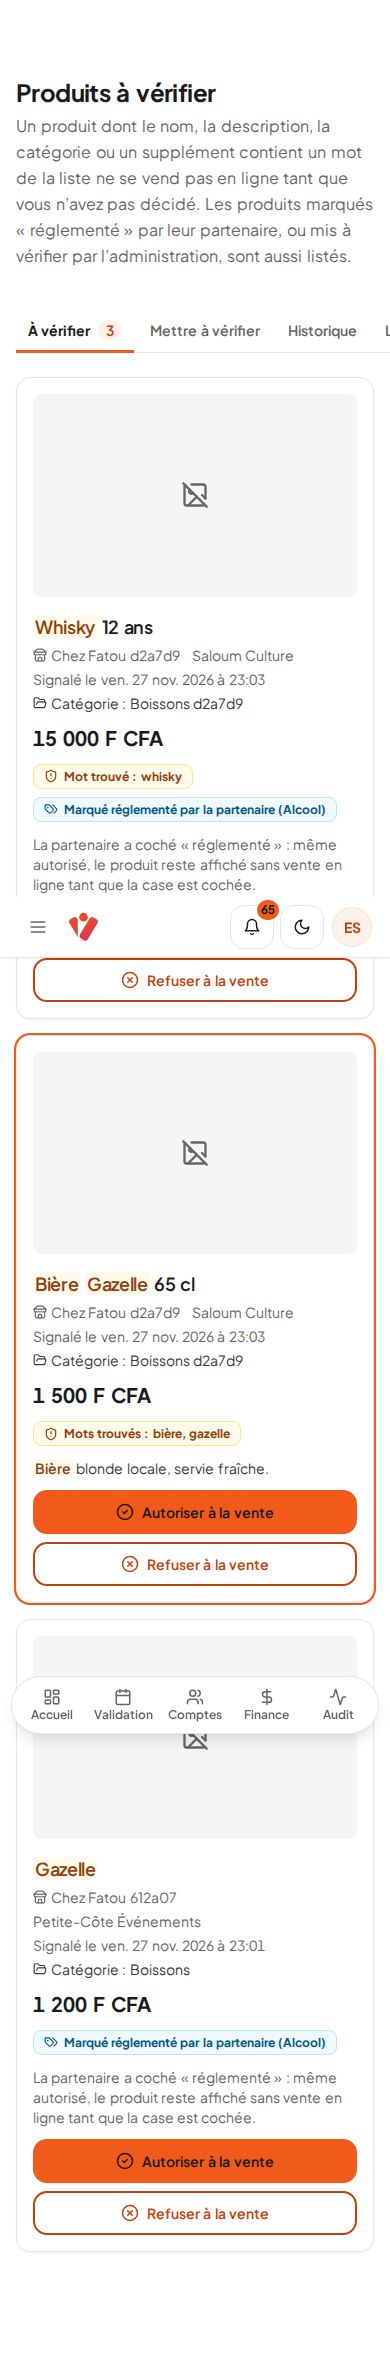 Produits à vérifier
Un produit dont le nom, la description, la
catégorie ou un supplément contient un mot
de la liste ne se vend pas en ligne tant que
vous n’avez pas décidé. Les produits marqués
« réglementé » par leur partenaire, ou mis à
vérifier par l’administration, sont aussi listés.
À vérifier 3 Mettre à vérifier Historique L
Whisky 12 ans
Chez Fatou d2a7d9 Saloum Culture
Signalé le ven. 27 nov. 2026 à 23:03
Catégorie : Boissons d2a7d9
15 000 F CFA
Mot trouvé : whisky
Marqué réglementé par la partenaire (Alcool)
La partenaire a coché « réglementé » : même
autorisé, le produit reste affiché sans vente en
ligne tant que la case est cochée.
65
ES
Refuser à la vente
Bière Gazelle 65 cl
Chez Fatou d2a7d9 Saloum Culture
Signalé le ven. 27 nov. 2026 à 23:03
Catégorie : Boissons d2a7d9
1 500 F CFA
Mots trouvés : bière, gazelle
Bière blonde locale, servie fraîche.
Autoriser à la vente
Refuser à la vente
Accueil Validation Comptes Finance Audit
Gazelle
Chez Fatou 612a07
Petite-Côte Événements
Signalé le ven. 27 nov. 2026 à 23:01
Catégorie : Boissons
1 200 F CFA
Marqué réglementé par la partenaire (Alcool)
La partenaire a coché « réglementé » : même
autorisé, le produit reste affiché sans vente en
ligne tant que la case est cochée.
Autoriser à la vente
Refuser à la vente